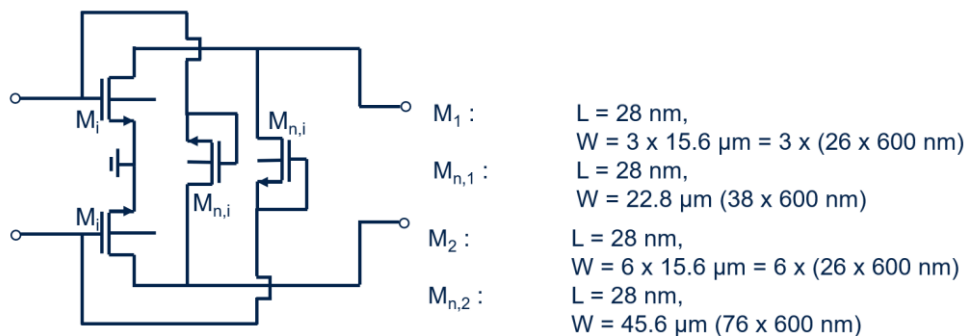 M₁ : L = 28 nm,
W = 3 x 15.6 µm = 3 x (26 x 600 nm)
Mₙ,₁ : L = 28 nm,
W = 22.8 µm (38 x 600 nm)
M₂ : L = 28 nm,
W = 6 x 15.6 µm = 6 x (26 x 600 nm)
Mₙ,₂ : L = 28 nm,
W = 45.6 µm (76 x 600 nm)
Mᵢ
Mₙ,ᵢ
Mₙ,ᵢ
Mᵢ